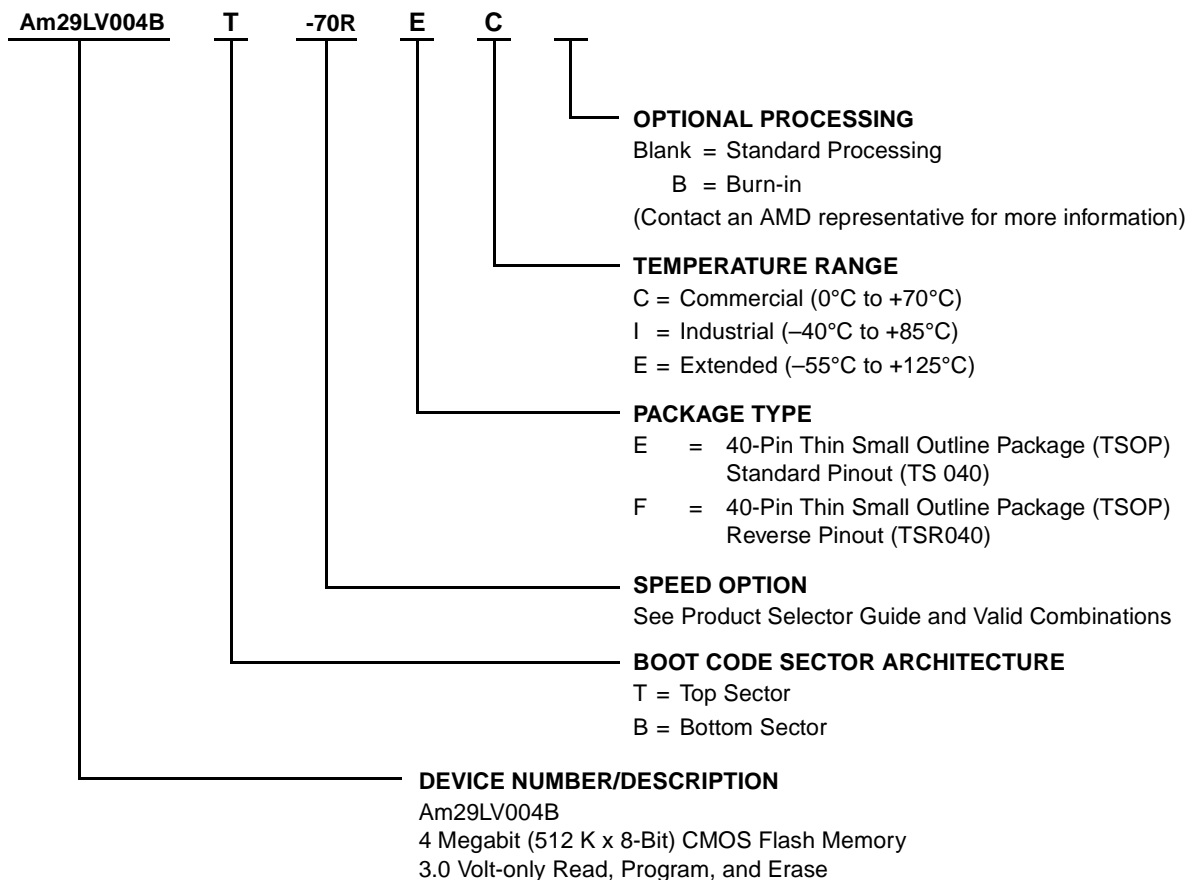 Am29LV004B T -70R E C
OPTIONAL PROCESSING
Blank = Standard Processing
B = Burn-in
(Contact an AMD representative for more information)
TEMPERATURE RANGE
C = Commercial (0°C to +70°C)
I = Industrial (–40°C to +85°C)
E = Extended (–55°C to +125°C)
PACKAGE TYPE
E = 40-Pin Thin Small Outline Package (TSOP)
Standard Pinout (TS 040)
F = 40-Pin Thin Small Outline Package (TSOP)
Reverse Pinout (TSR040)
SPEED OPTION
See Product Selector Guide and Valid Combinations
BOOT CODE SECTOR ARCHITECTURE
T = Top Sector
B = Bottom Sector
DEVICE NUMBER/DESCRIPTION
Am29LV004B
4 Megabit (512 K x 8-Bit) CMOS Flash Memory
3.0 Volt-only Read, Program, and Erase